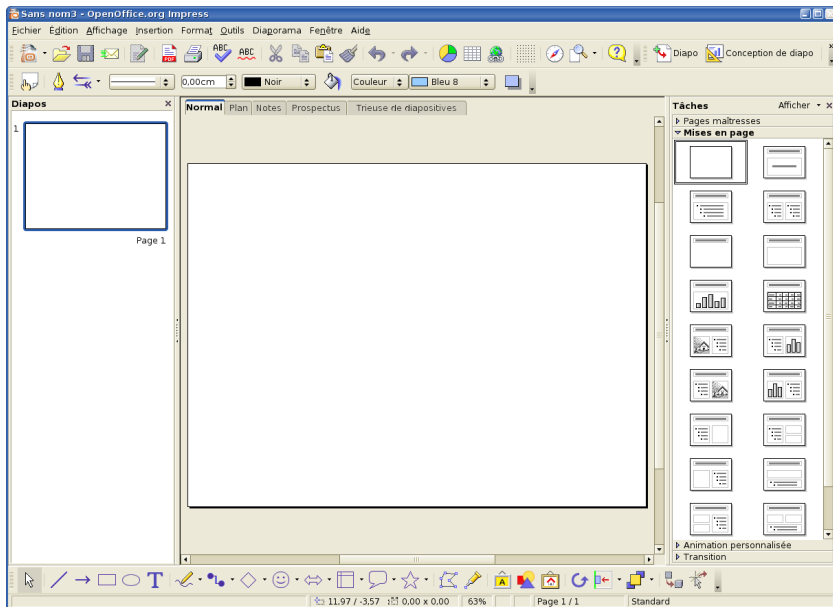 Sans nom3 - OpenOffice.org Impress
Fichier Édition Affichage Insertion Format Outils Diaporama Fenêtre Aide
Diapo Conception de diapo
0,00cm Noir Couleur Bleu 8
Diapos
Normal Plan Notes Prospectus Trieuse de diapositives
Tâches Afficher
Pages maîtresses
Mises en page
1
Page 1
Animation personnalisée
Transition
11.97 / -3.57 0.00 x 0.00 63% Page 1 / 1 Standard